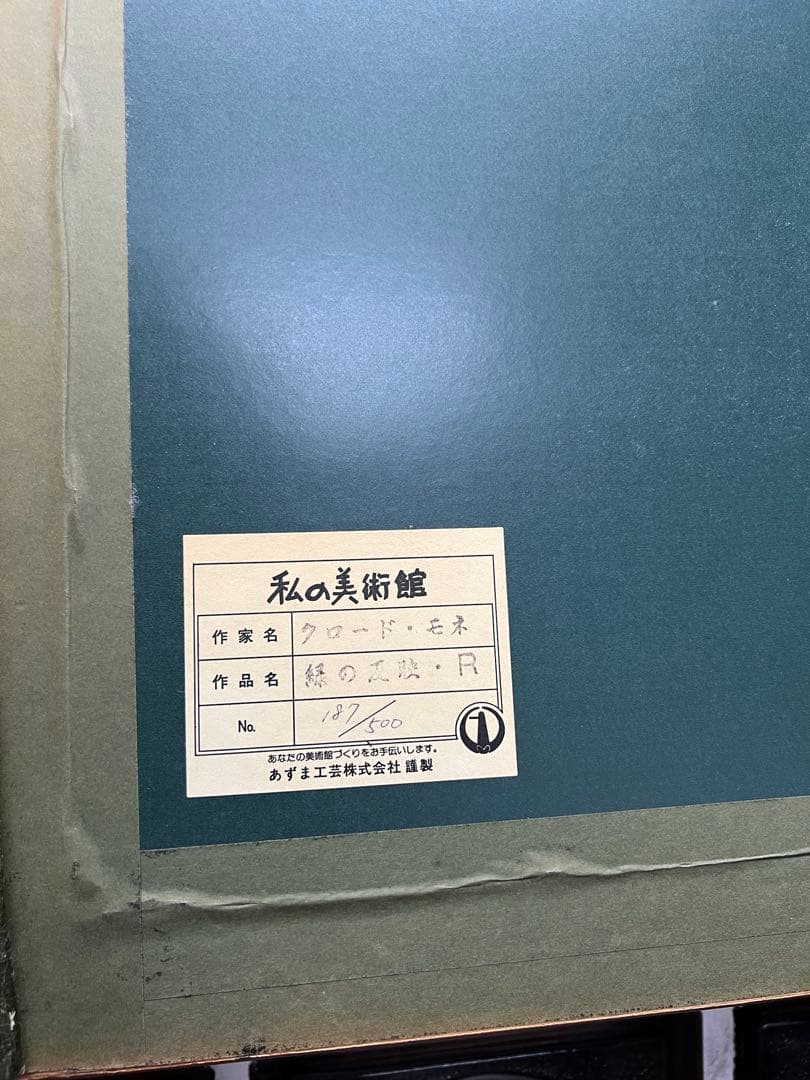 私の美術館
作家名 クロード・モネ
作品名 緑の反映・R
No. 187/500
あなたの美術館づくりをお手伝いします。
あずま工芸株式会社 謹製